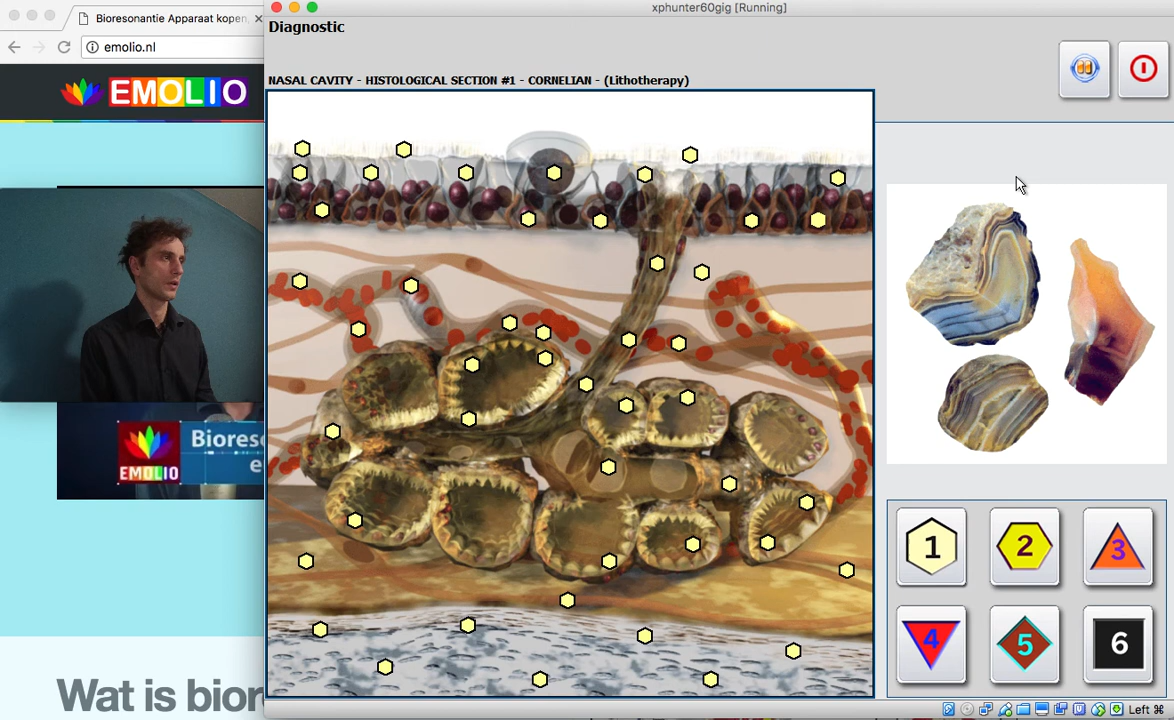 Bioresonantie Apparaat kopen,
emolio.nl
EMOLIO
EMOLIO
Biores
e
Wat is bior
xphunter60gig [Running]
Diagnostic
NASAL CAVITY - HISTOLOGICAL SECTION #1 - CORNELIAN - (Lithotherapy)
1
2
3
4
5
6
Left ⌘